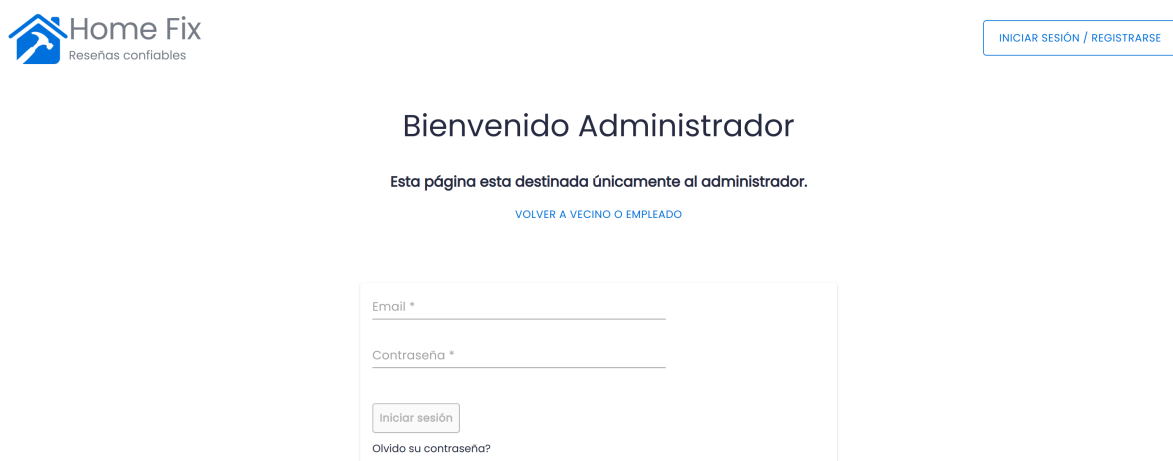 Home Fix
Reseñas confiables
INICIAR SESIÓN / REGISTRARSE
Bienvenido Administrador
Esta página esta destinada únicamente al administrador.
VOLVER A VECINO O EMPLEADO
Email *
Contraseña *
Iniciar sesión
Olvido su contraseña?